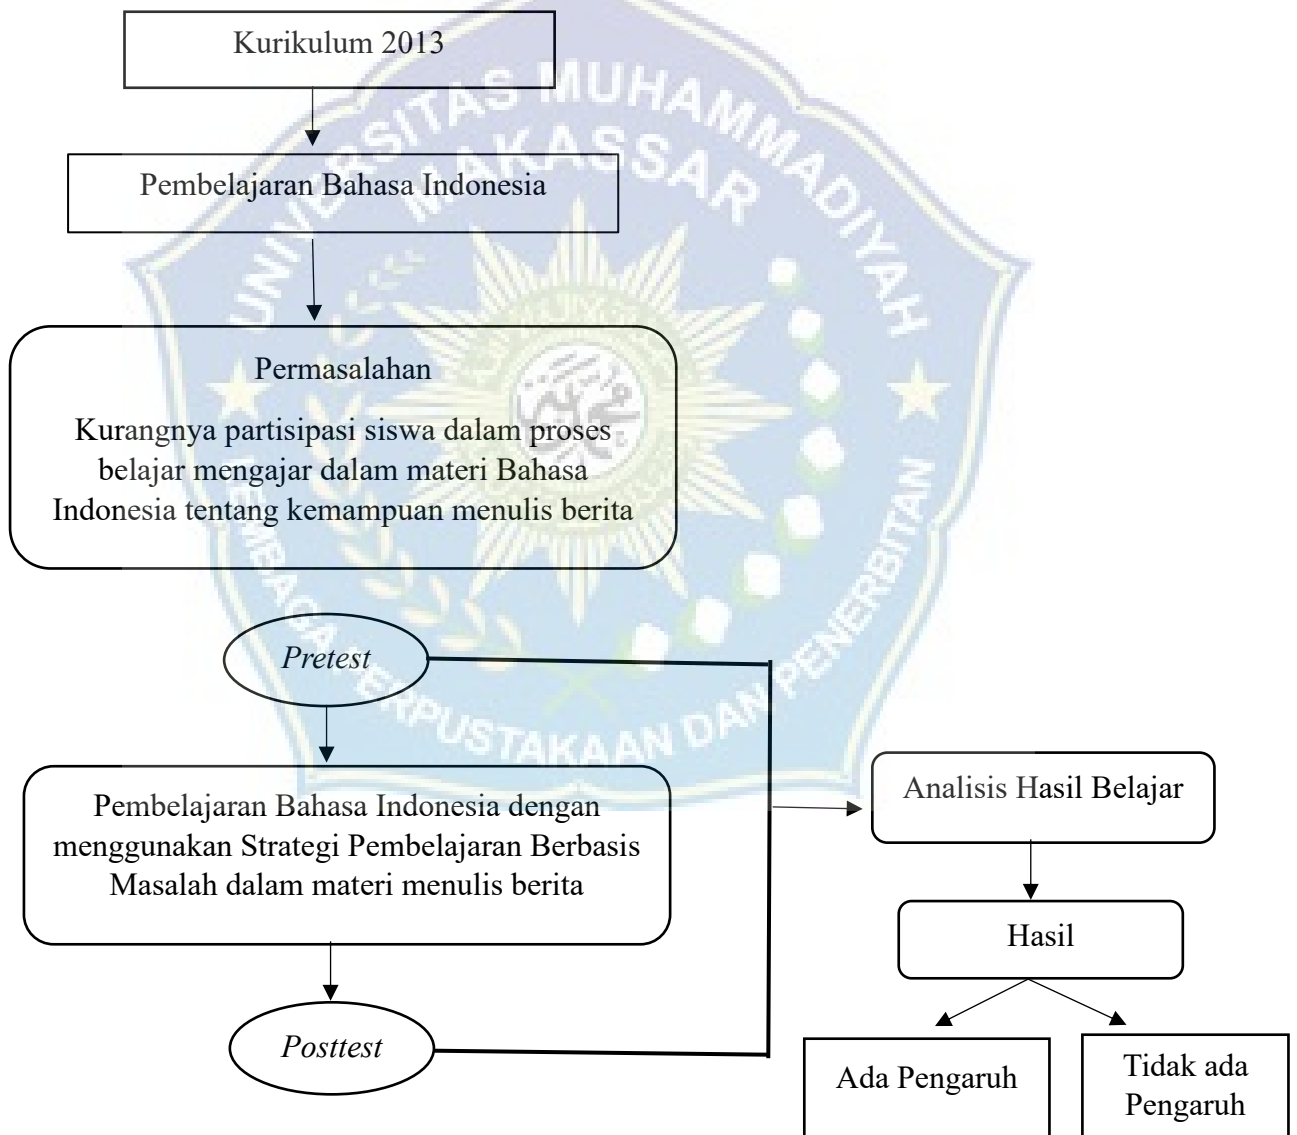 Kurikulum 2013
Pembelajaran Bahasa Indonesia
Permasalahan
Kurangnya partisipasi siswa dalam proses
belajar mengajar dalam materi Bahasa
Indonesia tentang kemampuan menulis berita
Pretest
Pembelajaran Bahasa Indonesia dengan
menggunakan Strategi Pembelajaran Berbasis
Masalah dalam materi menulis berita
Posttest
Analisis Hasil Belajar
Hasil
Ada Pengaruh
Tidak ada
Pengaruh
UNIVERSITAS MUHAMMADIYAH
MAKASSAR
LEMBAGA PERPUSTAKAAN DAN PENERBITAN